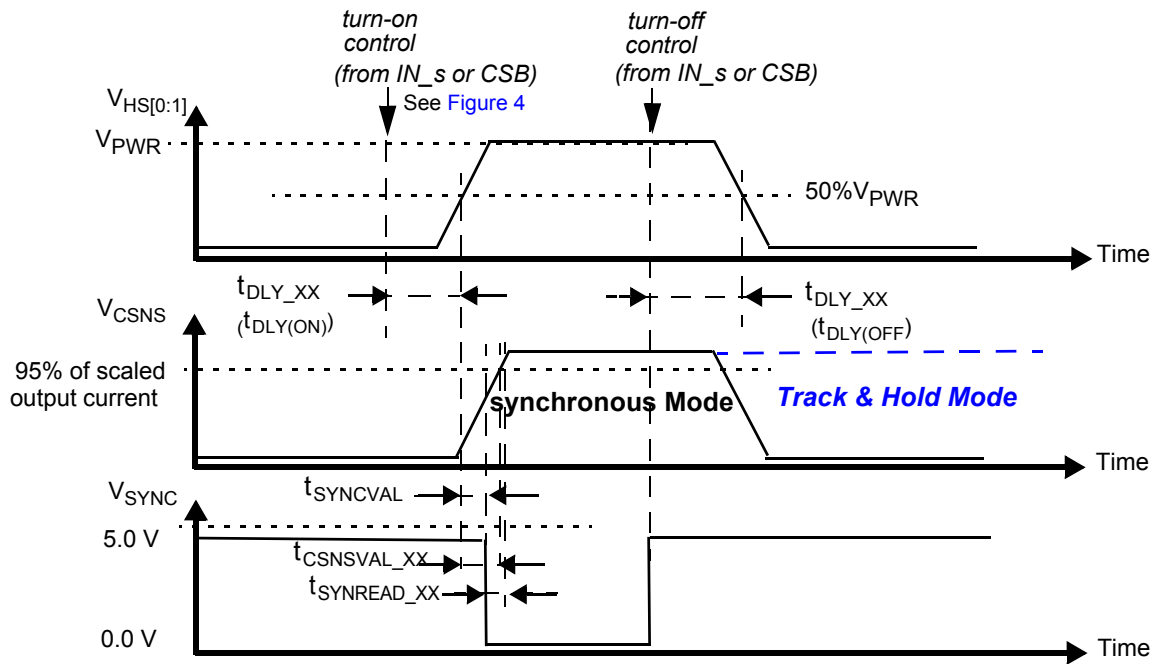 turn-on
control
(from IN_s or CSB)
See Figure 4
turn-off
control
(from IN_s or CSB)
VHS[0:1]
VPWR
50%VPWR
Time
tDLY_XX
(tDLY(ON))
tDLY_XX
(tDLY(OFF)
VCSNS
95% of scaled
output current
synchronous Mode
Track & Hold Mode
Time
VSYNC
tSYNCVAL
5.0 V
tCSNSVAL_XX
tSYNREAD_XX
0.0 V
Time